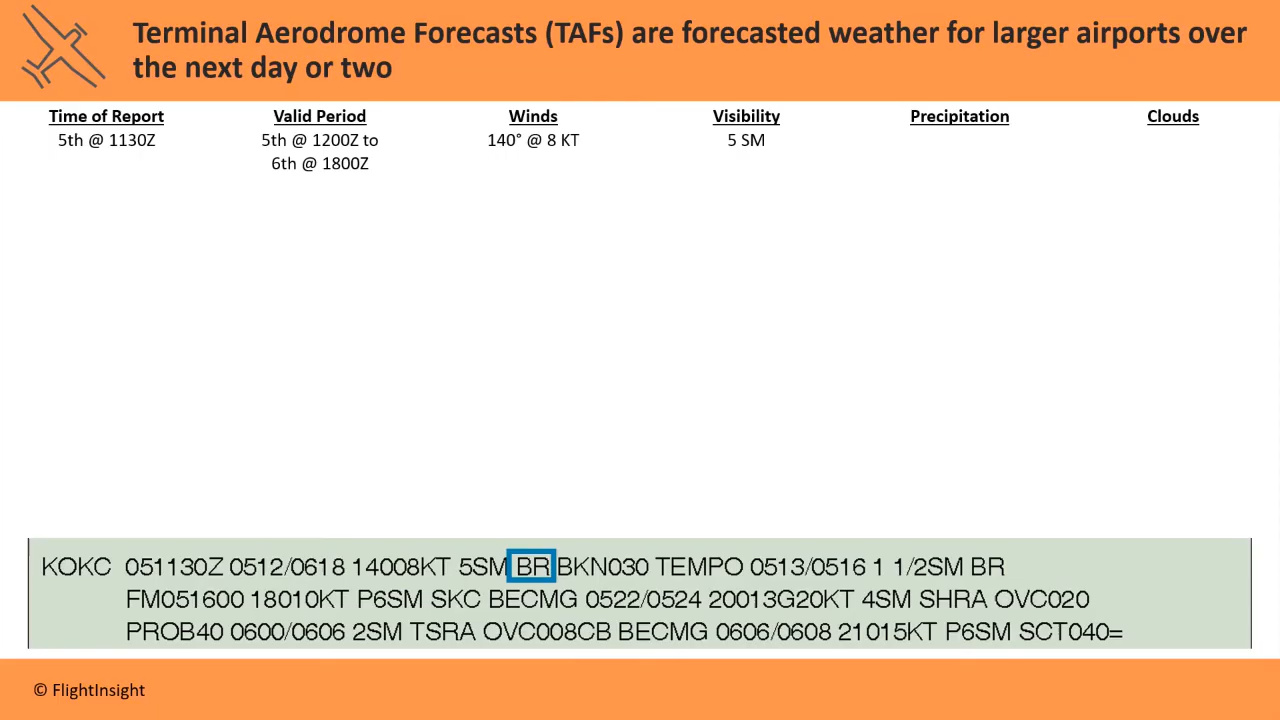 Terminal Aerodrome Forecasts (TAFs) are forecasted weather for larger airports over
the next day or two
Time of Report
5th @ 1130Z
Valid Period
5th @ 1200Z to
6th @ 1800Z
Winds
140° @ 8 KT
Visibility
5 SM
Precipitation
Clouds
KOKC 051130Z 0512/0618 14008KT 5SM BR BKN030 TEMPO 0513/0516 1 1/2SM BR
FM051600 18010KT P6SM SKC BECMG 0522/0524 20013G20KT 4SM SHRA OVC020
PROB40 0600/0606 2SM TSRA OVC008CB BECMG 0606/0608 21015KT P6SM SCT040=
© FlightInsight